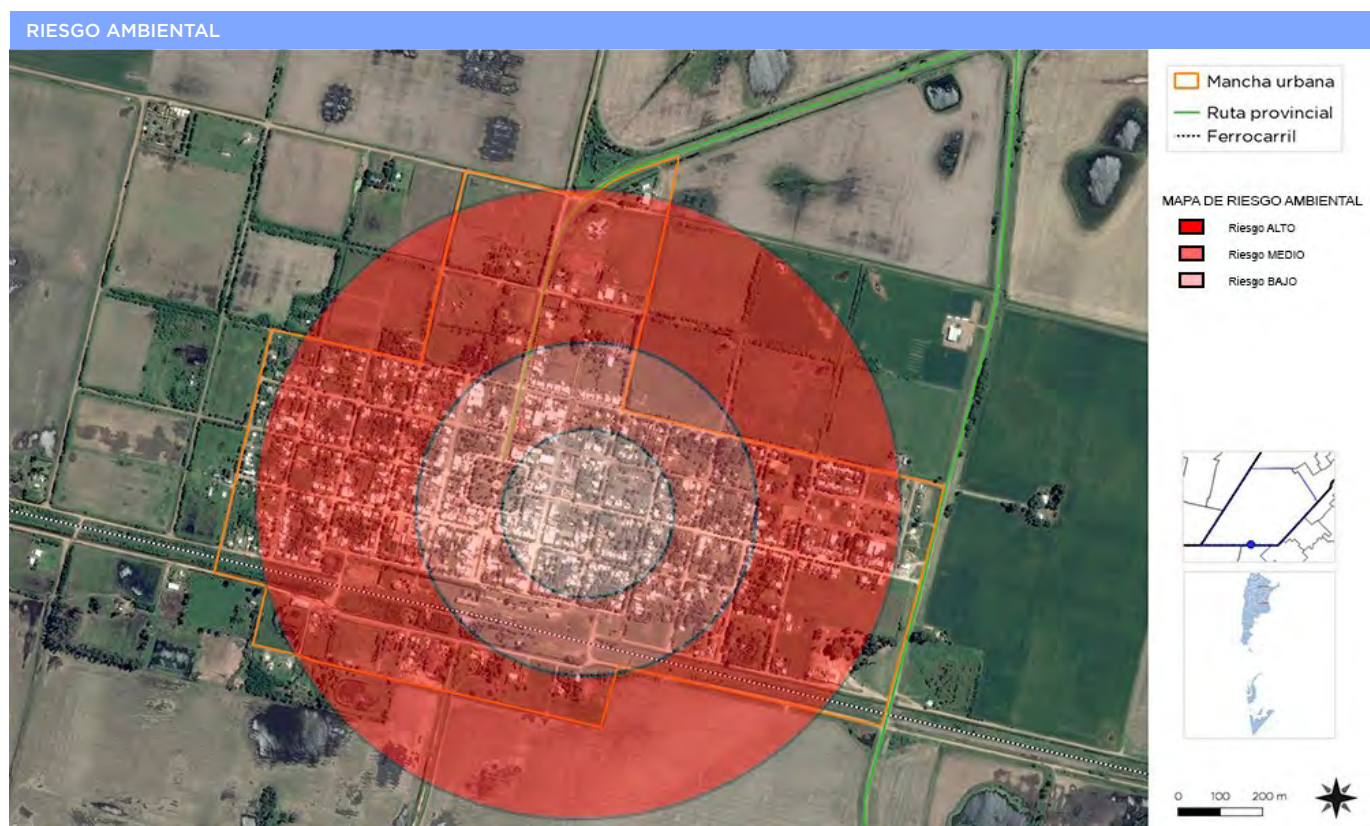 RIESGO AMBIENTAL
Mancha urbana
Ruta provincial
Ferrocarril
MAPA DE RIESGO AMBIENTAL
Riesgo ALTO
Riesgo MEDIO
Riesgo BAJO
0 100 200 m